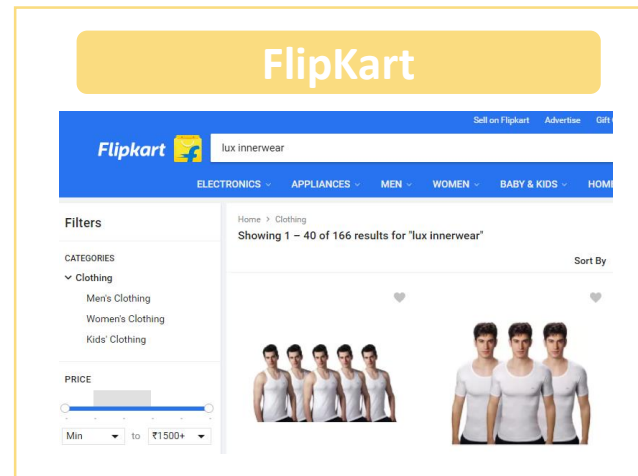 FlipKart
Sell on Flipkart Advertise Gift
Flipkart lux innerwear
ELECTRONICS APPLIANCES MEN WOMEN BABY & KIDS HOME
Filters
Home > Clothing
Showing 1 – 40 of 166 results for "lux innerwear"
CATEGORIES
Sort By
Clothing
Men's Clothing
Women's Clothing
Kids' Clothing
PRICE
Min to ₹1500+